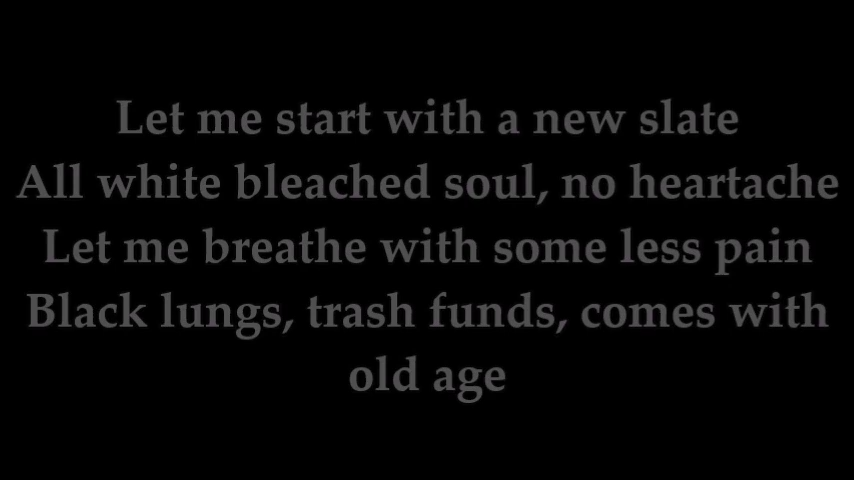 Let me start with a new slate
All white bleached soul, no heartache
Let me breathe with some less pain
Black lungs, trash funds, comes with
old age